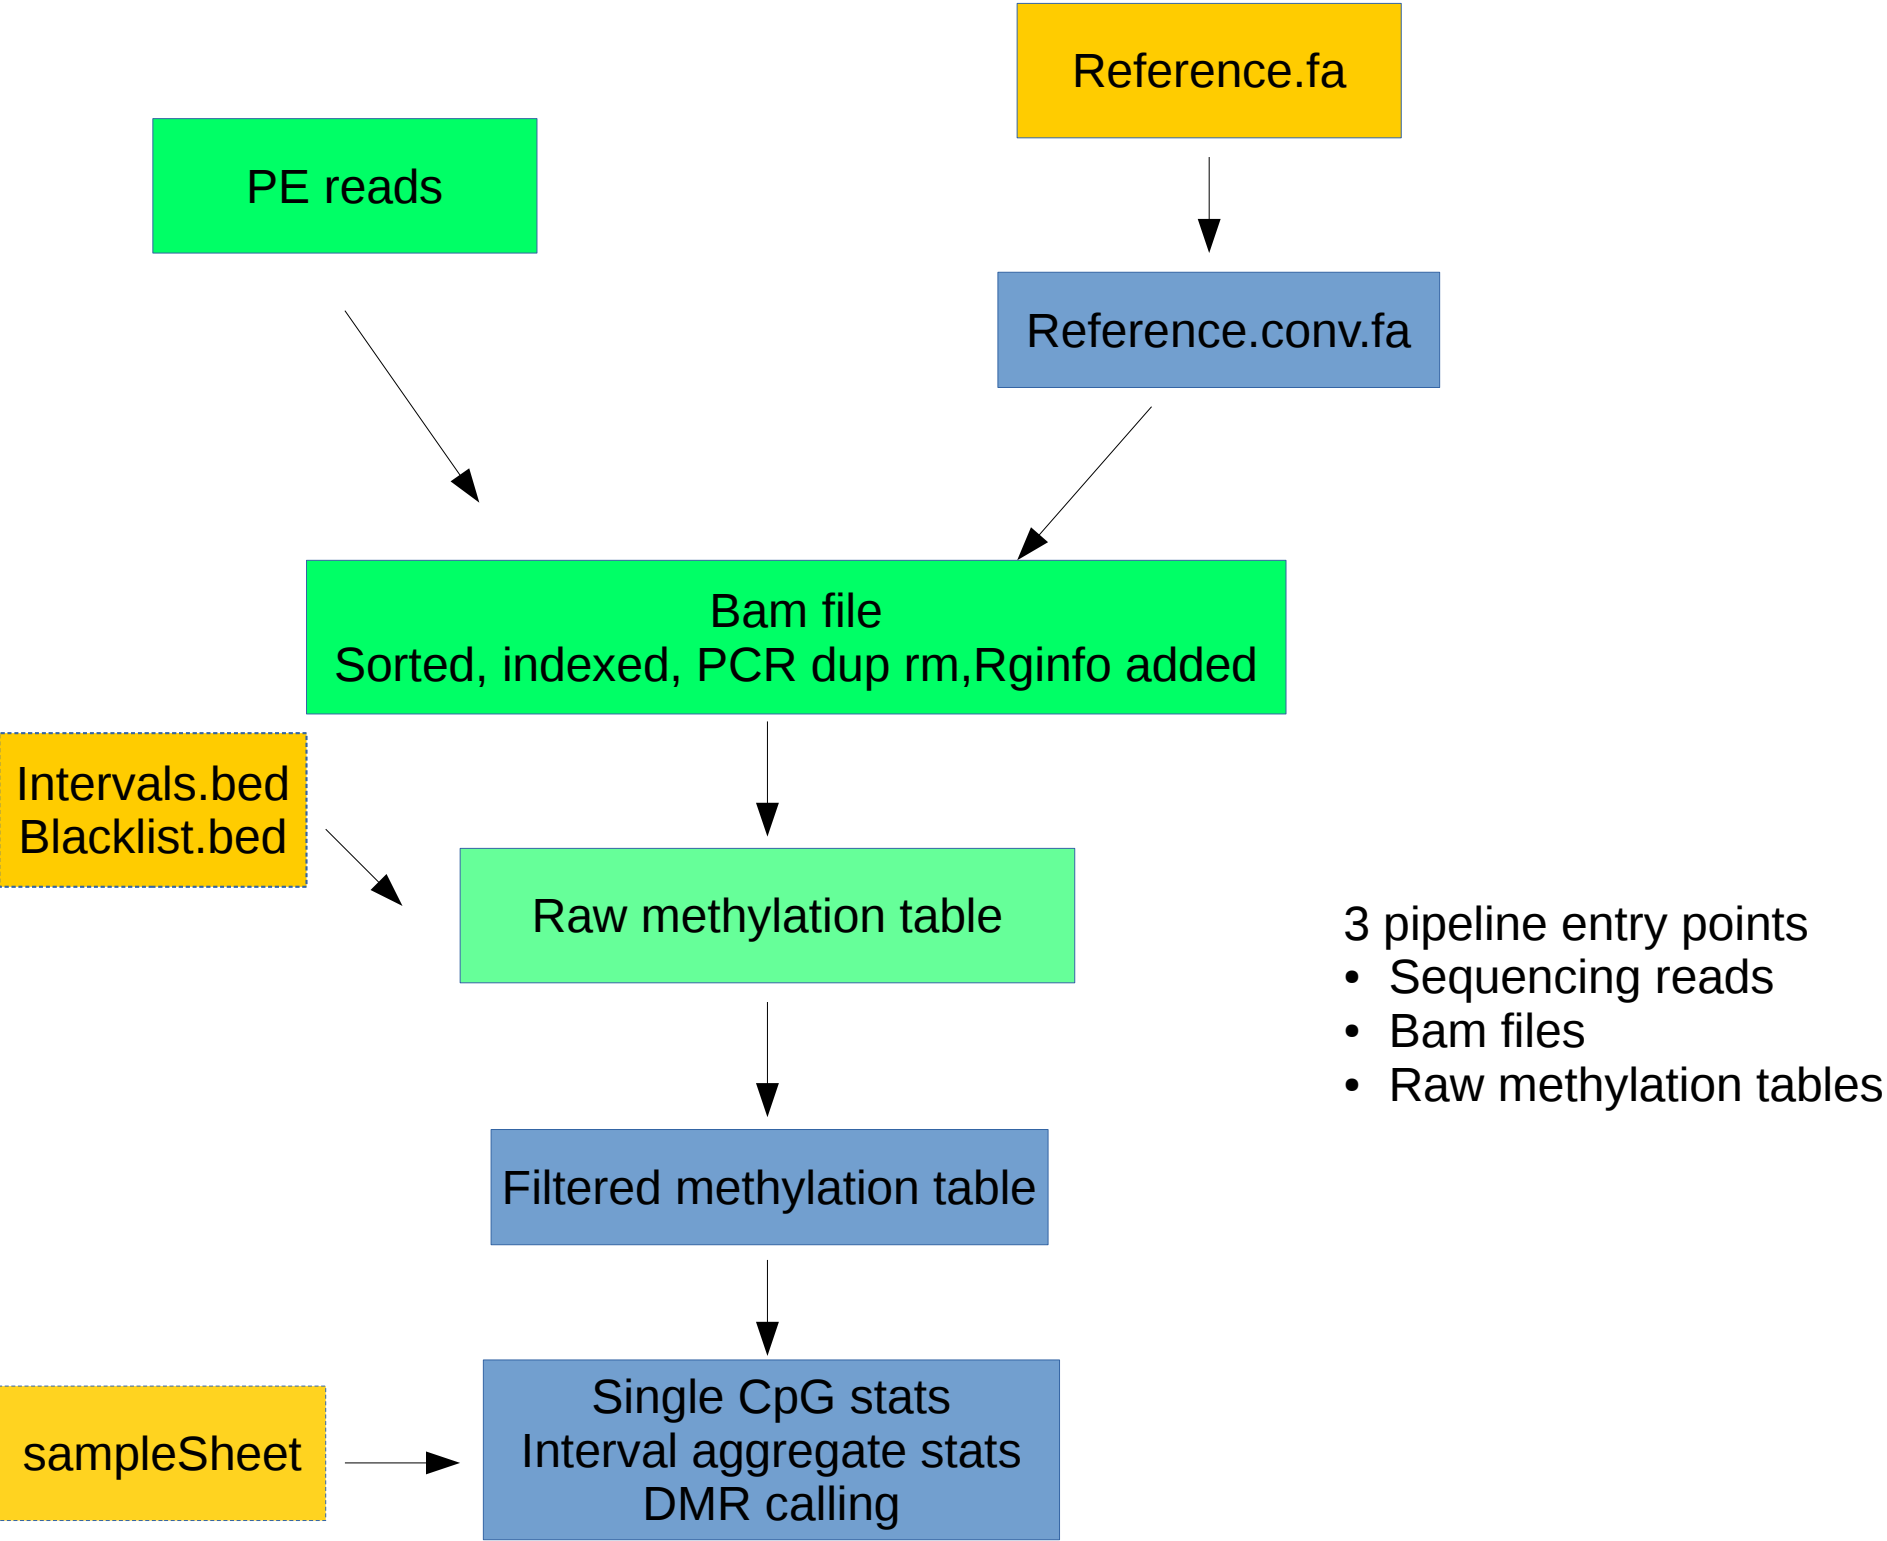 Reference.fa
PE reads
Reference.conv.fa
Bam file
Sorted, indexed, PCR dup rm,Rginfo added
Intervals.bed
Blacklist.bed
Raw methylation table
3 pipeline entry points
• Sequencing reads
• Bam files
• Raw methylation tables
Filtered methylation table
Single CpG stats
Interval aggregate stats
DMR calling
sampleSheet